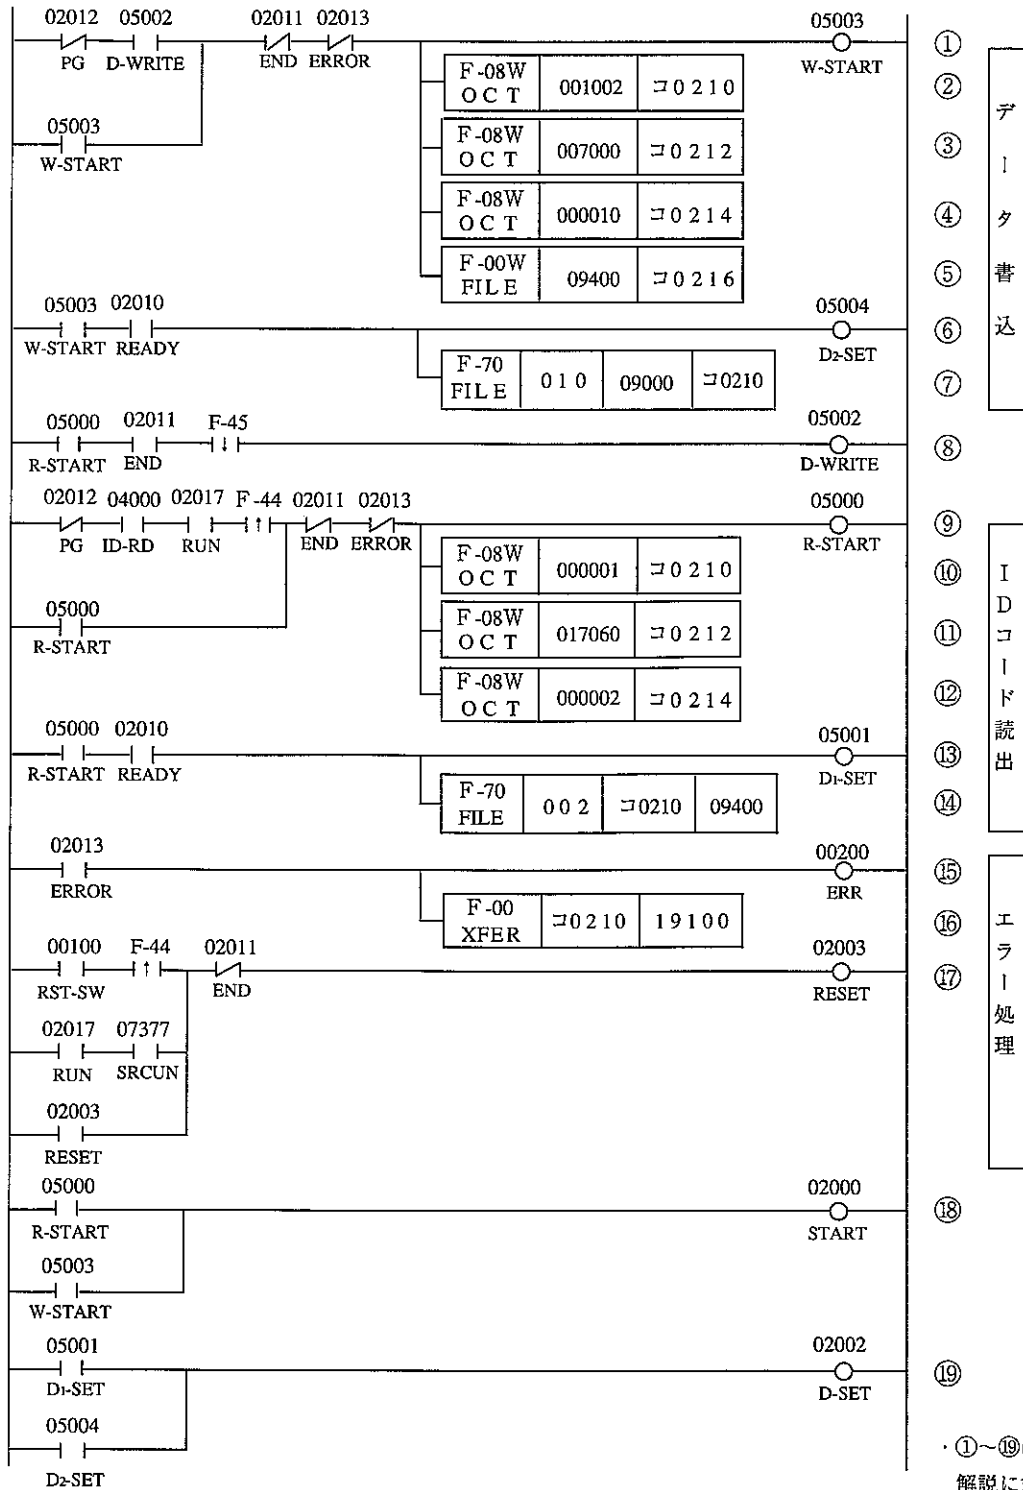 02012 05002 02011 02013 05003
PG D-WRITE END ERROR W-START ①
F-08W OCT 001002 コ0210 ②
05003
W-START
F-08W OCT 007000 コ0212 ③
F-08W OCT 000010 コ0214 ④
F-00W FILE 09400 コ0216 ⑤
データ書込
05003 02010 05004
W-START READY D2-SET ⑥
F-70 FILE 010 09000 コ0210 ⑦
05000 02011 F-45 05002
R-START END ↓ D-WRITE ⑧
02012 04000 02017 F-44 02011 02013 05000
PG ID-RD RUN ↑ END ERROR R-START ⑨
F-08W OCT 000001 コ0210 ⑩
05000
R-START
F-08W OCT 017060 コ0212 ⑪
F-08W OCT 000002 コ0214 ⑫
IDコード読出
05000 02010 05001
R-START READY D1-SET ⑬
F-70 FILE 002 コ0210 09400 ⑭
02013 00200
ERROR ERR ⑮
F-00 XFER コ0210 19100 ⑯
エラー処理
00100 F-44 02011 02003
RST-SW ↑ END RESET ⑰
02017 07377
RUN SRCUN
02003
RESET
05000 02000
R-START START ⑱
05003
W-START
05001 02002
D1-SET D-SET ⑲
05004
D2-SET
・①～⑲
解説に